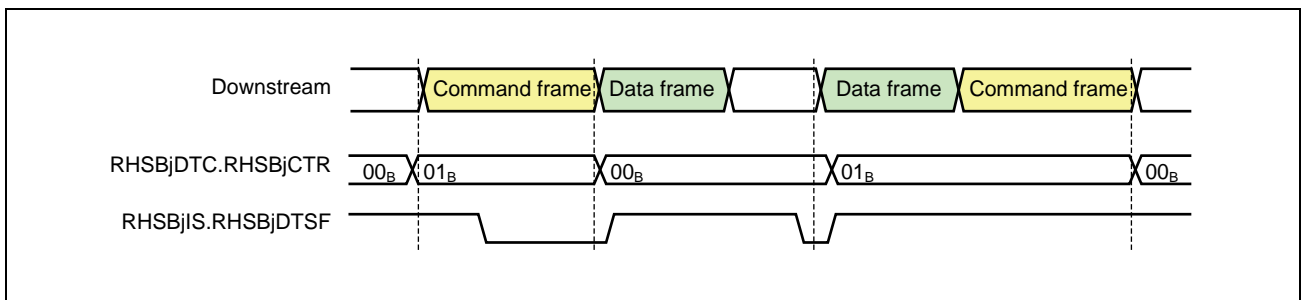 Downstream Command frame Data frame Data frame Command frame
RHSBjDTC.RHSBjCTR 00B 01B 00B 01B 00B
RHSBjIS.RHSBjDTSF